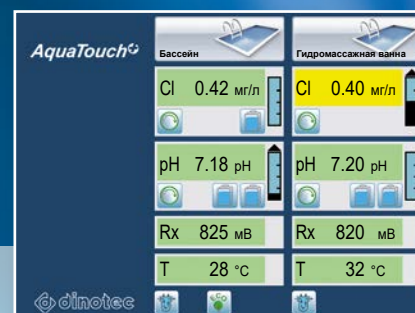 AquaTouch+
Бассейн
Гидромассажная ванна
Cl 0.42 мг/л
Cl 0.40 мг/л
pH 7.18 pH
pH 7.20 pH
Rx 825 мВ
Rx 820 мВ
T 28 °C
T 32 °C
dinotec